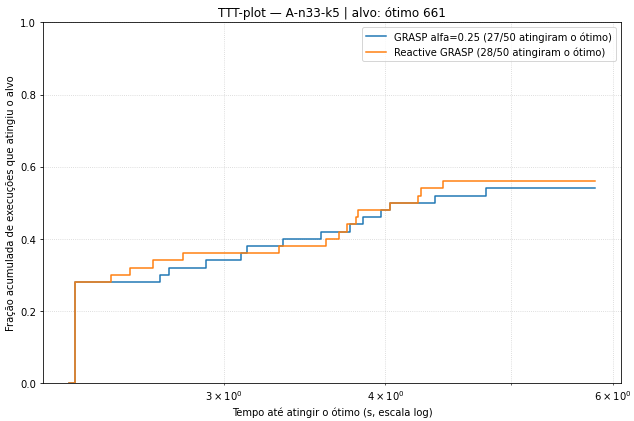 TTT-plot — A-n33-k5 | alvo: ótimo 661
GRASP alfa=0.25 (27/50 atingiram o ótimo)
Reactive GRASP (28/50 atingiram o ótimo)
Fração acumulada de execuções que atingiu o alvo
1.0
0.8
0.6
0.4
0.2
0.0
3 × 10⁰
4 × 10⁰
6 × 10⁰
Tempo até atingir o ótimo (s, escala log)